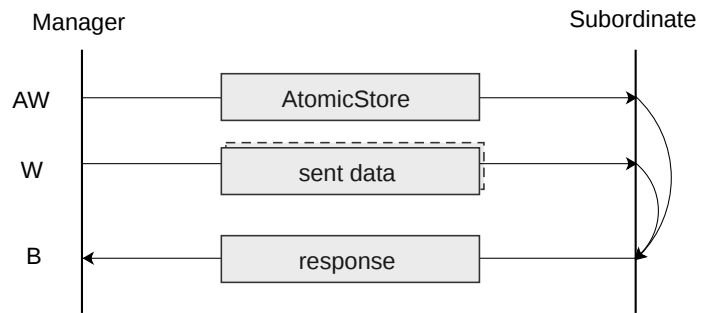 Manager
Subordinate
AW
AtomicStore
W
sent data
B
response